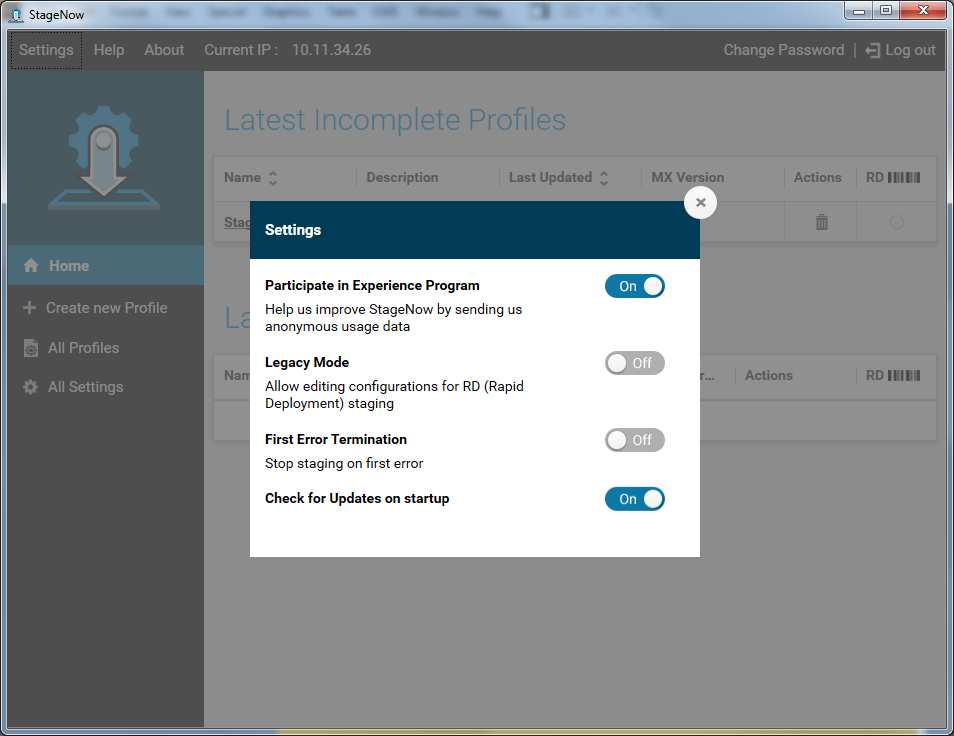 StageNow
Settings Help About Current IP : 10.11.34.26 Change Password | Log out
Latest Incomplete Profiles
Name Description Last Updated MX Version Actions RD
Stag
Settings
Home
Participate in Experience Program On
Help us improve StageNow by sending us
anonymous usage data
Create new Profile
La
All Profiles
Legacy Mode Off
Allow editing configurations for RD (Rapid
Deployment) staging
Nam r... Actions RD
All Settings
First Error Termination Off
Stop staging on first error
Check for Updates on startup On